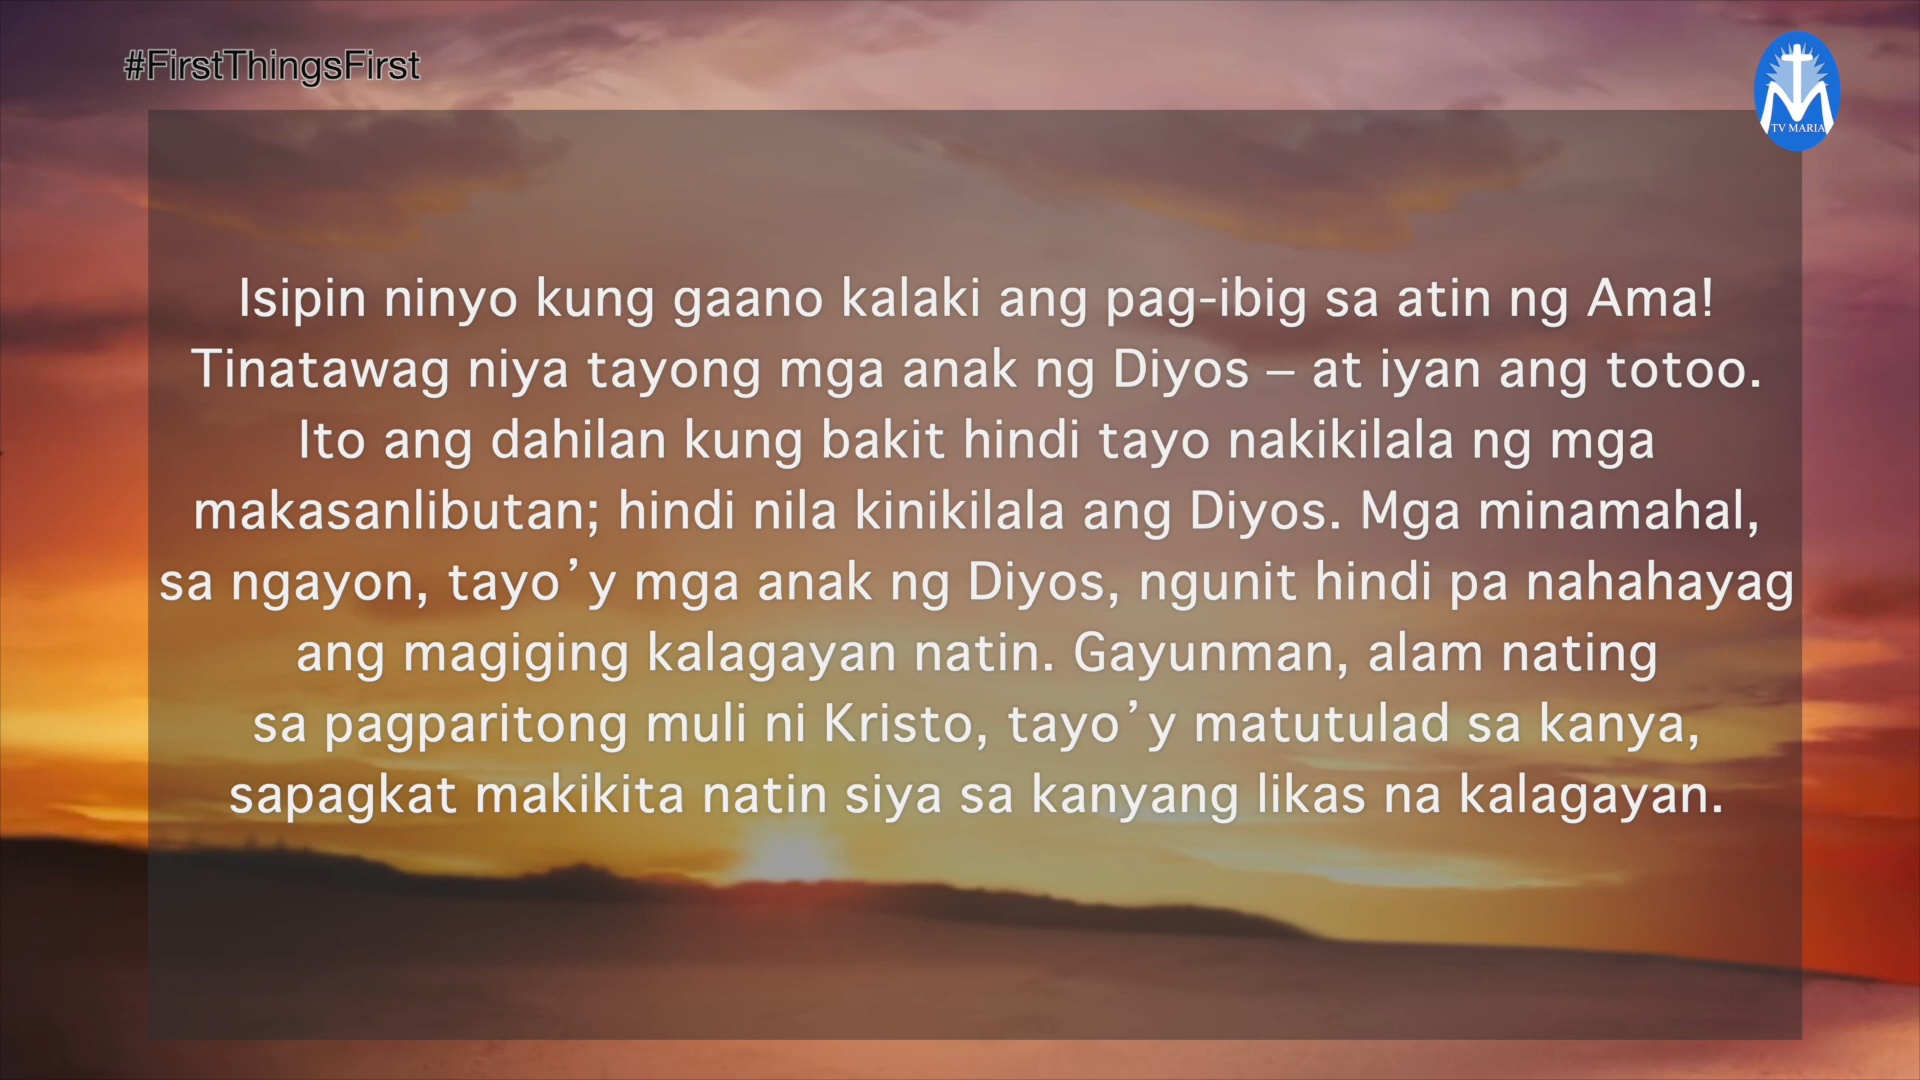 #FirstThingsFirst
TV MARIA
Isipin ninyo kung gaano kalaki ang pag-ibig sa atin ng Ama!
Tinatawag niya tayong mga anak ng Diyos – at iyan ang totoo.
Ito ang dahilan kung bakit hindi tayo nakikilala ng mga
makasanlibutan; hindi nila kinikilala ang Diyos. Mga minamahal,
sa ngayon, tayo’y mga anak ng Diyos, ngunit hindi pa nahahayag
ang magiging kalagayan natin. Gayunman, alam nating
sa pagparitong muli ni Kristo, tayo’y matutulad sa kanya,
sapagkat makikita natin siya sa kanyang likas na kalagayan.